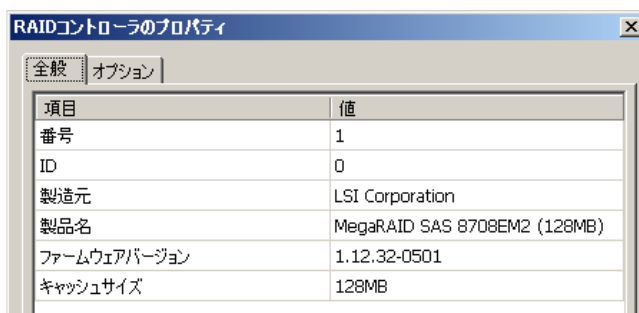 RAIDコントローラのプロパティ
全般 オプション
項目 値
番号 1
ID 0
製造元 LSI Corporation
製品名 MegaRAID SAS 8708EM2 (128MB)
ファームウェアバージョン 1.12.32-0501
キャッシュサイズ 128MB